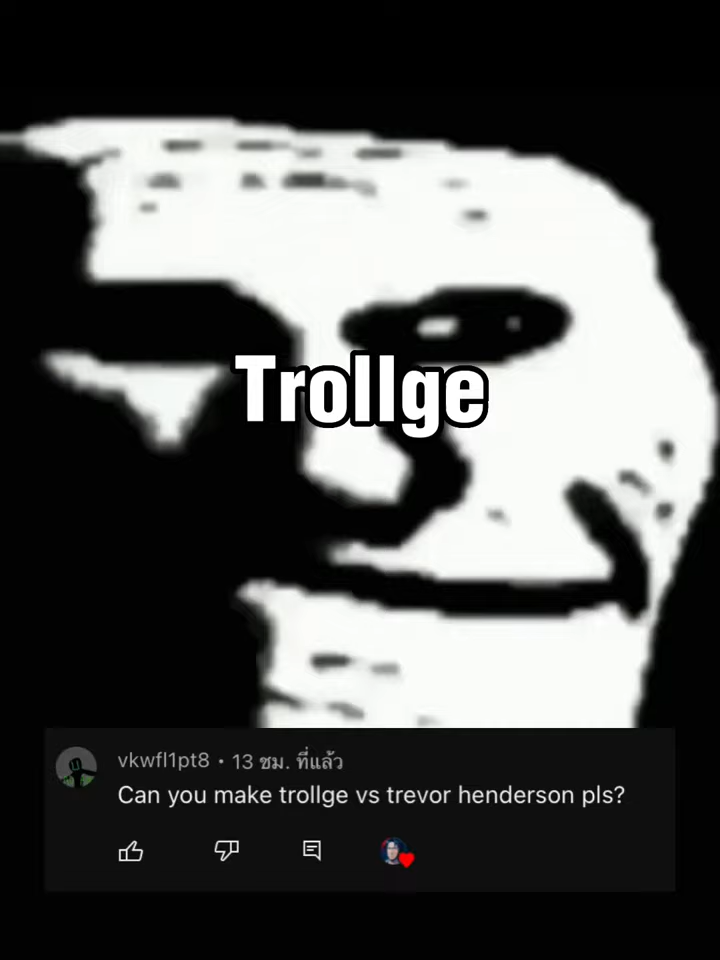 Trollge
vkwfl1pt8 • 13 ชม. ที่แล้ว
Can you make trollge vs trevor henderson pls?